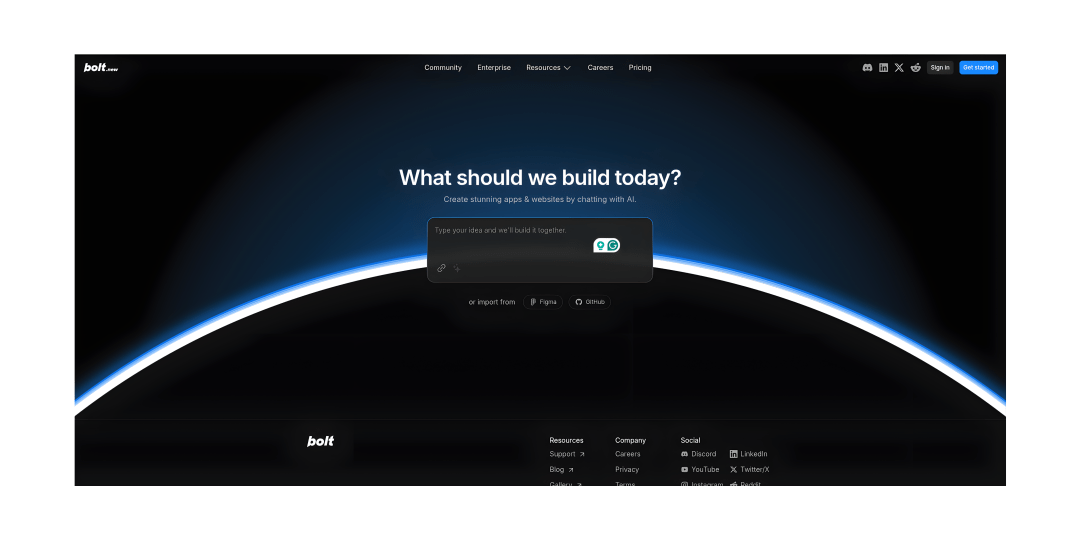 bolt.new
Community Enterprise Resources Careers Pricing
Sign in Get started
What should we build today?
Create stunning apps & websites by chatting with AI.
Type your idea and we'll build it together.
or import from Figma GitHub
bolt
Resources Company Social
Support Careers Discord LinkedIn
Blog Privacy YouTube Twitter/X
Gallery Terms Instagram Reddit